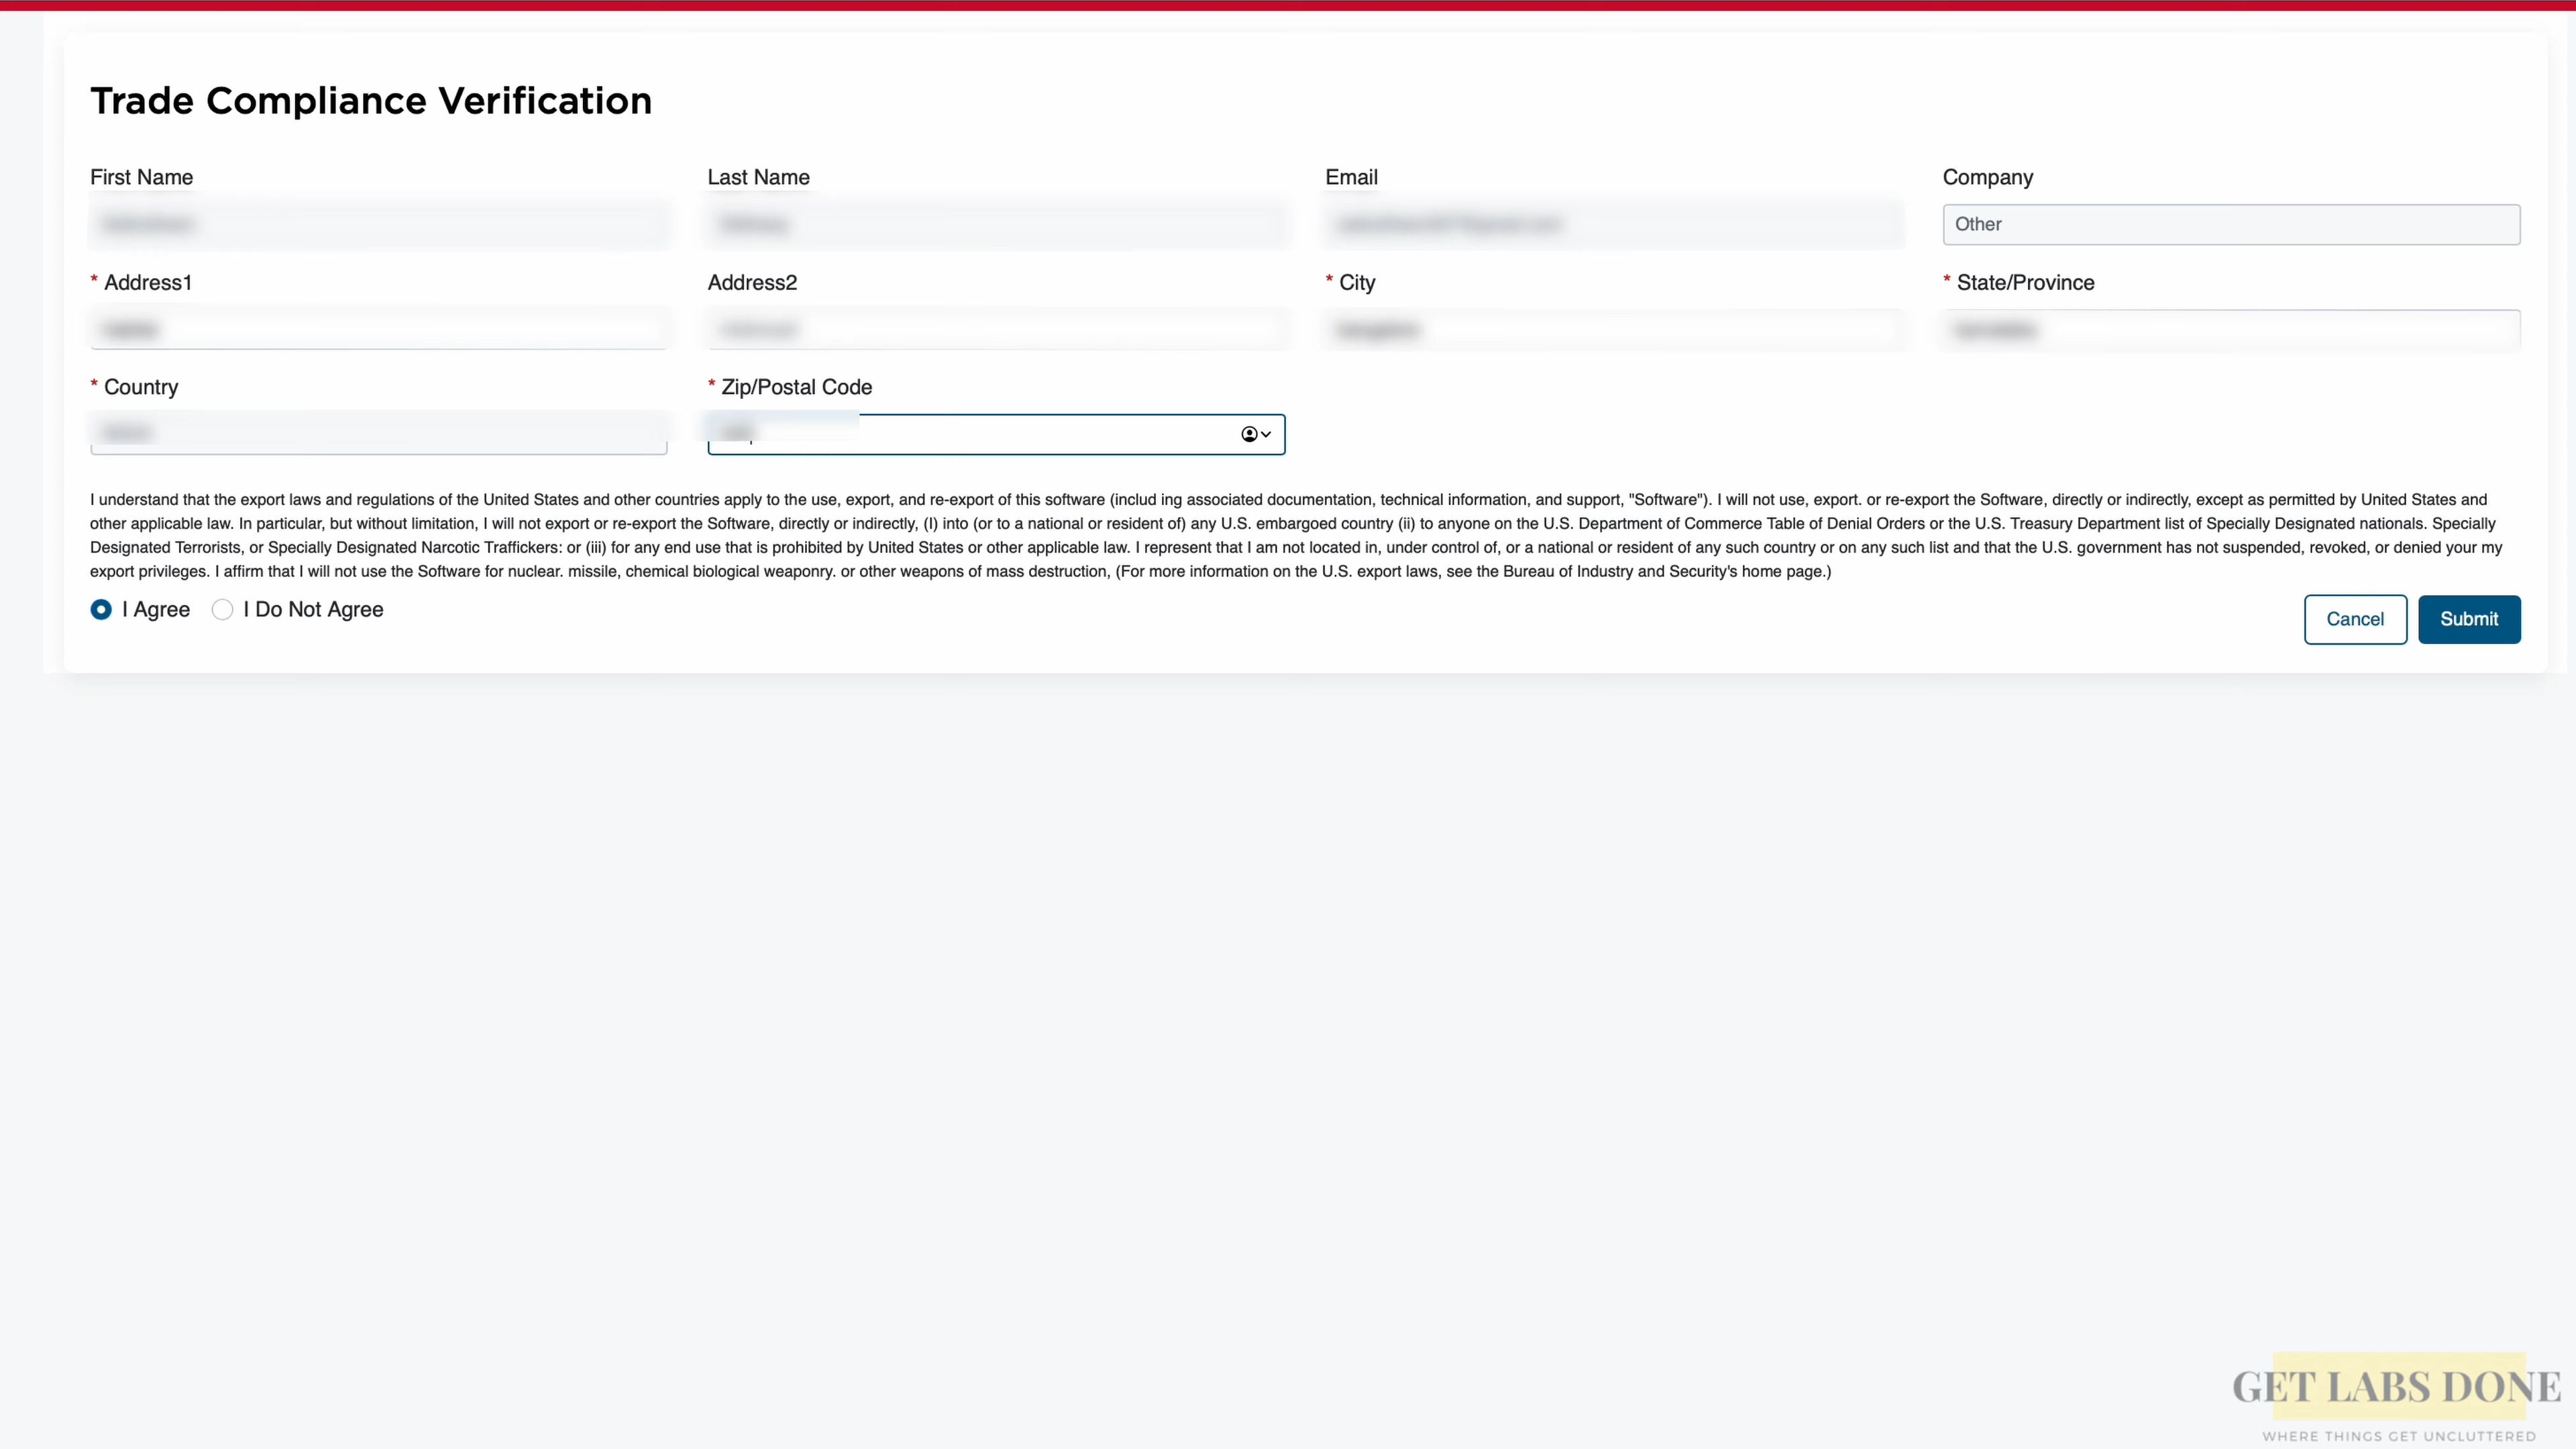 Trade Compliance Verification
First Name Last Name Email Company
Other
* Address1 Address2 * City * State/Province
* Country * Zip/Postal Code
I understand that the export laws and regulations of the United States and other countries apply to the use, export, and re-export of this software (includ ing associated documentation, technical information, and support, "Software"). I will not use, export. or re-export the Software, directly or indirectly, except as permitted by United States and
other applicable law. In particular, but without limitation, I will not export or re-export the Software, directly or indirectly, (I) into (or to a national or resident of) any U.S. embargoed country (ii) to anyone on the U.S. Department of Commerce Table of Denial Orders or the U.S. Treasury Department list of Specially Designated nationals. Specially
Designated Terrorists, or Specially Designated Narcotic Traffickers: or (iii) for any end use that is prohibited by United States or other applicable law. I represent that I am not located in, under control of, or a national or resident of any such country or on any such list and that the U.S. government has not suspended, revoked, or denied your my
export privileges. I affirm that I will not use the Software for nuclear. missile, chemical biological weaponry. or other weapons of mass destruction, (For more information on the U.S. export laws, see the Bureau of Industry and Security's home page.)
I Agree I Do Not Agree
Cancel Submit
GET LABS DONE
WHERE THINGS GET UNCLUTTERED